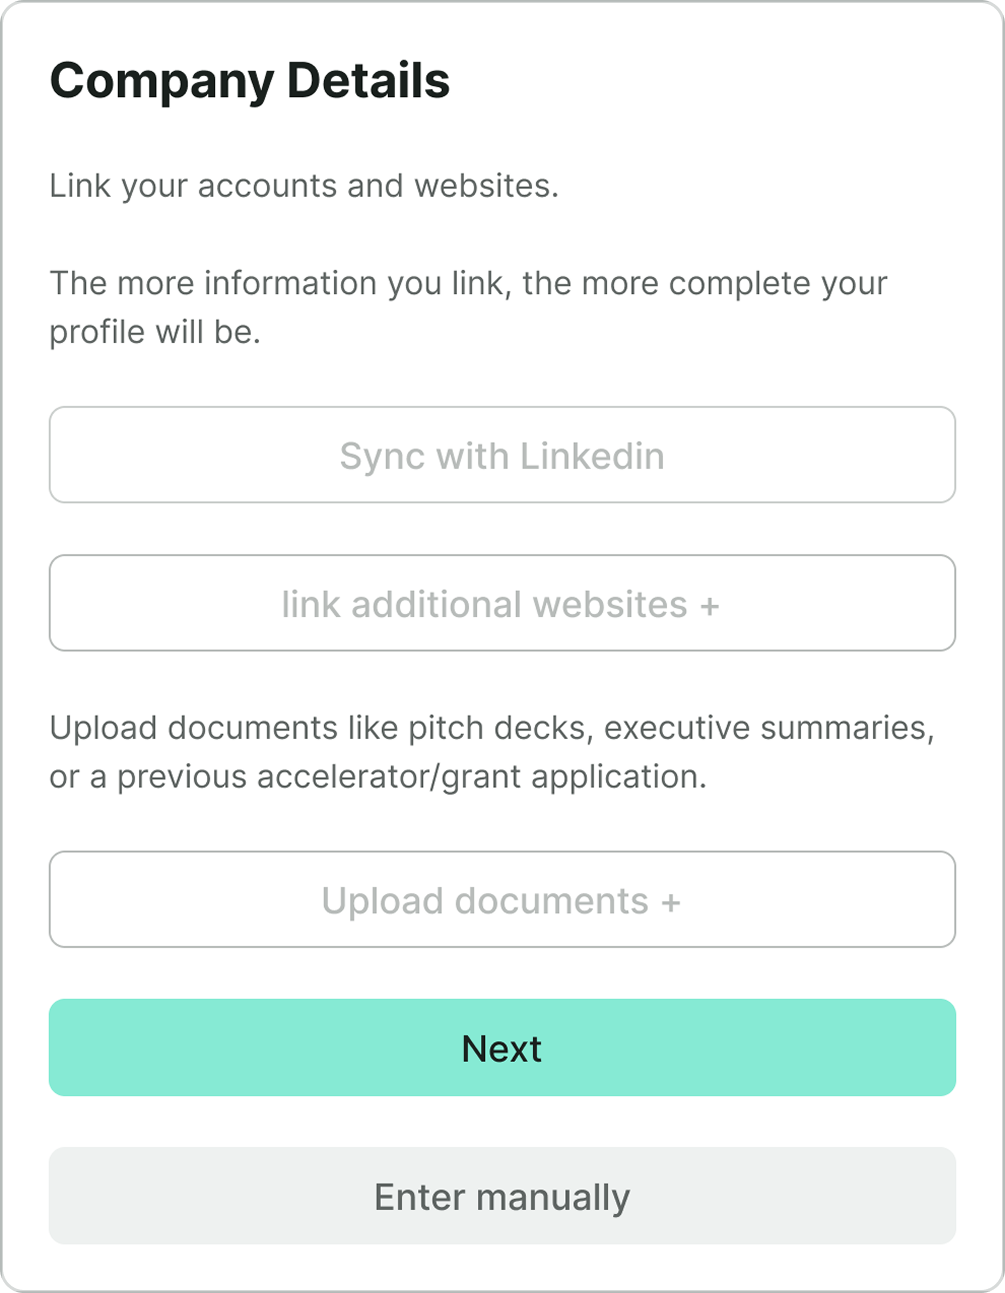 Company Details
Link your accounts and websites.
The more information you link, the more complete your
profile will be.
Sync with Linkedin
link additional websites +
Upload documents like pitch decks, executive summaries,
or a previous accelerator/grant application.
Upload documents +
Next
Enter manually